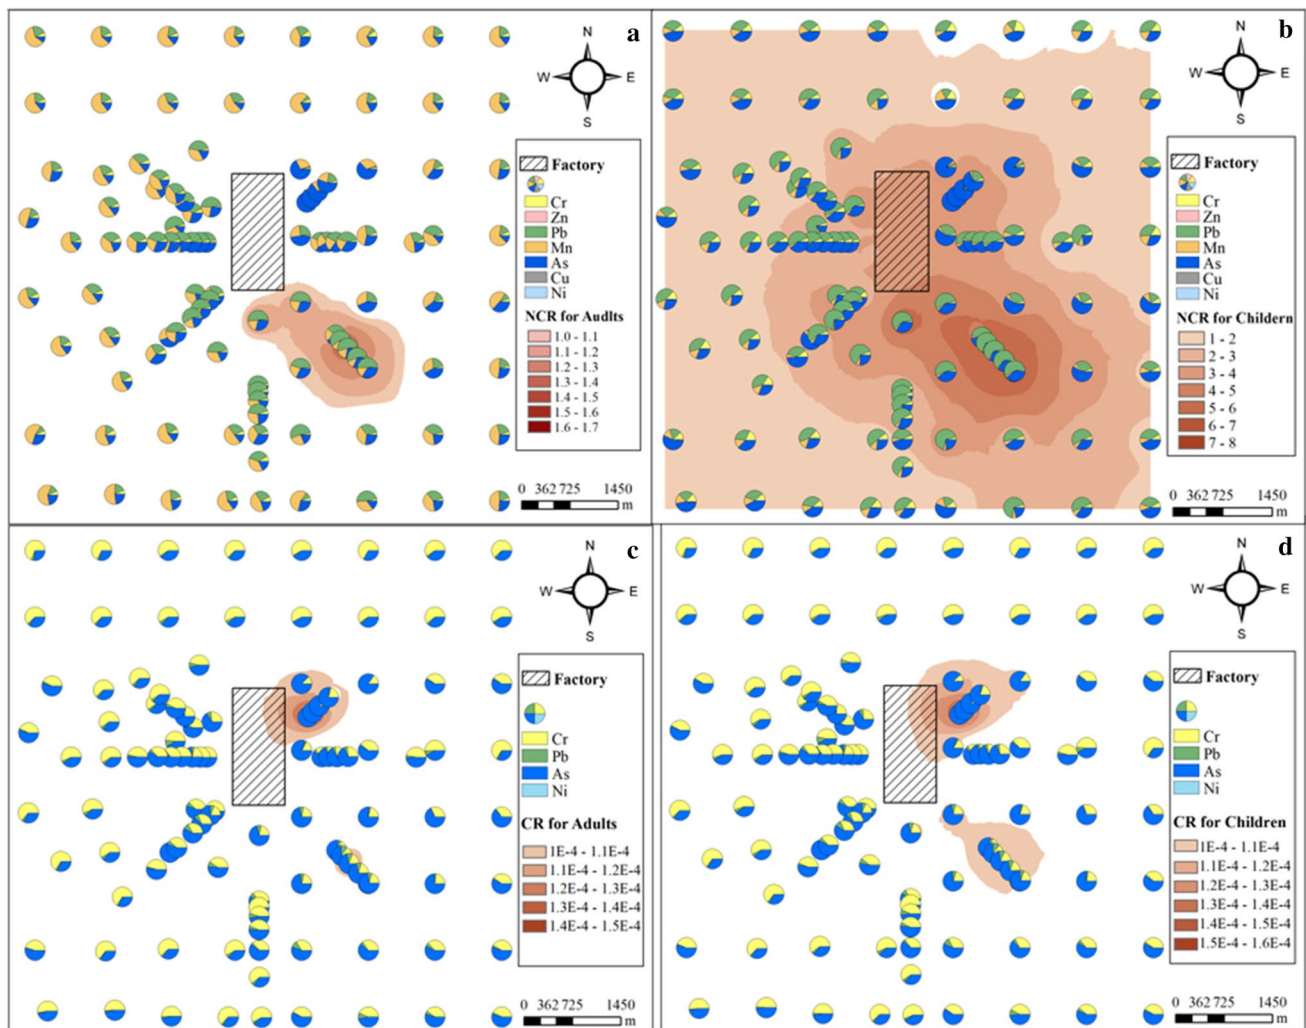 a
N
W E
S
Factory
Cr
Zn
Pb
Mn
As
Cu
Ni
NCR for Audlts
1.0 - 1.1
1.1 - 1.2
1.2 - 1.3
1.3 - 1.4
1.4 - 1.5
1.5 - 1.6
1.6 - 1.7
0 362 725 1450
m
b
N
W E
S
Factory
Cr
Zn
Pb
Mn
As
Cu
Ni
NCR for Childern
1 - 2
2 - 3
3 - 4
4 - 5
5 - 6
6 - 7
7 - 8
0 362 725 1450
m
c
N
W E
S
Factory
Cr
Pb
As
Ni
CR for Adults
1E-4 - 1.1E-4
1.1E-4 - 1.2E-4
1.2E-4 - 1.3E-4
1.3E-4 - 1.4E-4
1.4E-4 - 1.5E-4
0 362 725 1450
m
d
N
W E
S
Factory
Cr
Pb
As
Ni
CR for Children
1E-4 - 1.1E-4
1.1E-4 - 1.2E-4
1.2E-4 - 1.3E-4
1.3E-4 - 1.4E-4
1.4E-4 - 1.5E-4
1.5E-4 - 1.6E-4
0 362 725 1450
m